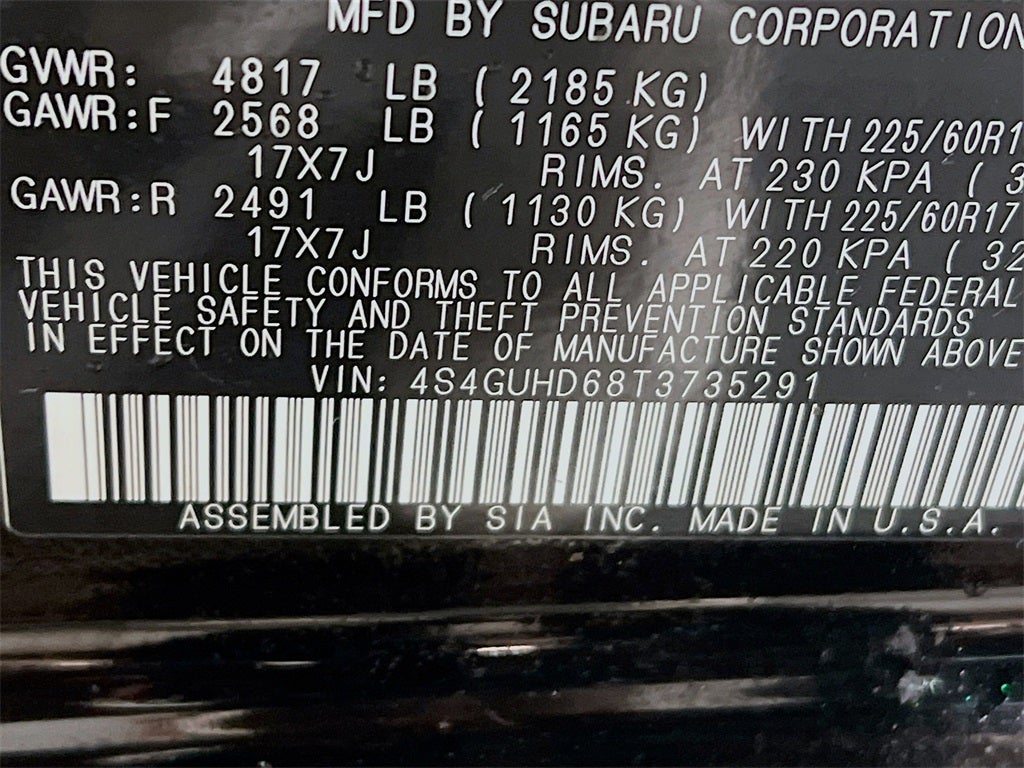 MFD BY SUBARU CORPORATION
GVWR: 4817 LB ( 2185 KG)
GAWR:F 2568 LB ( 1165 KG) WITH 225/60R1
17X7J RIMS. AT 230 KPA ( 3
GAWR:R 2491 LB ( 1130 KG) WITH 225/60R17
17X7J RIMS. AT 220 KPA ( 32
THIS VEHICLE CONFORMS TO ALL APPLICABLE FEDERAL
VEHICLE SAFETY AND THEFT PREVENTION STANDARDS
IN EFFECT ON THE DATE OF MANUFACTURE SHOWN ABOVE
VIN: 4S4GUHD68T3735291
ASSEMBLED BY SIA INC. MADE IN U.S.A.